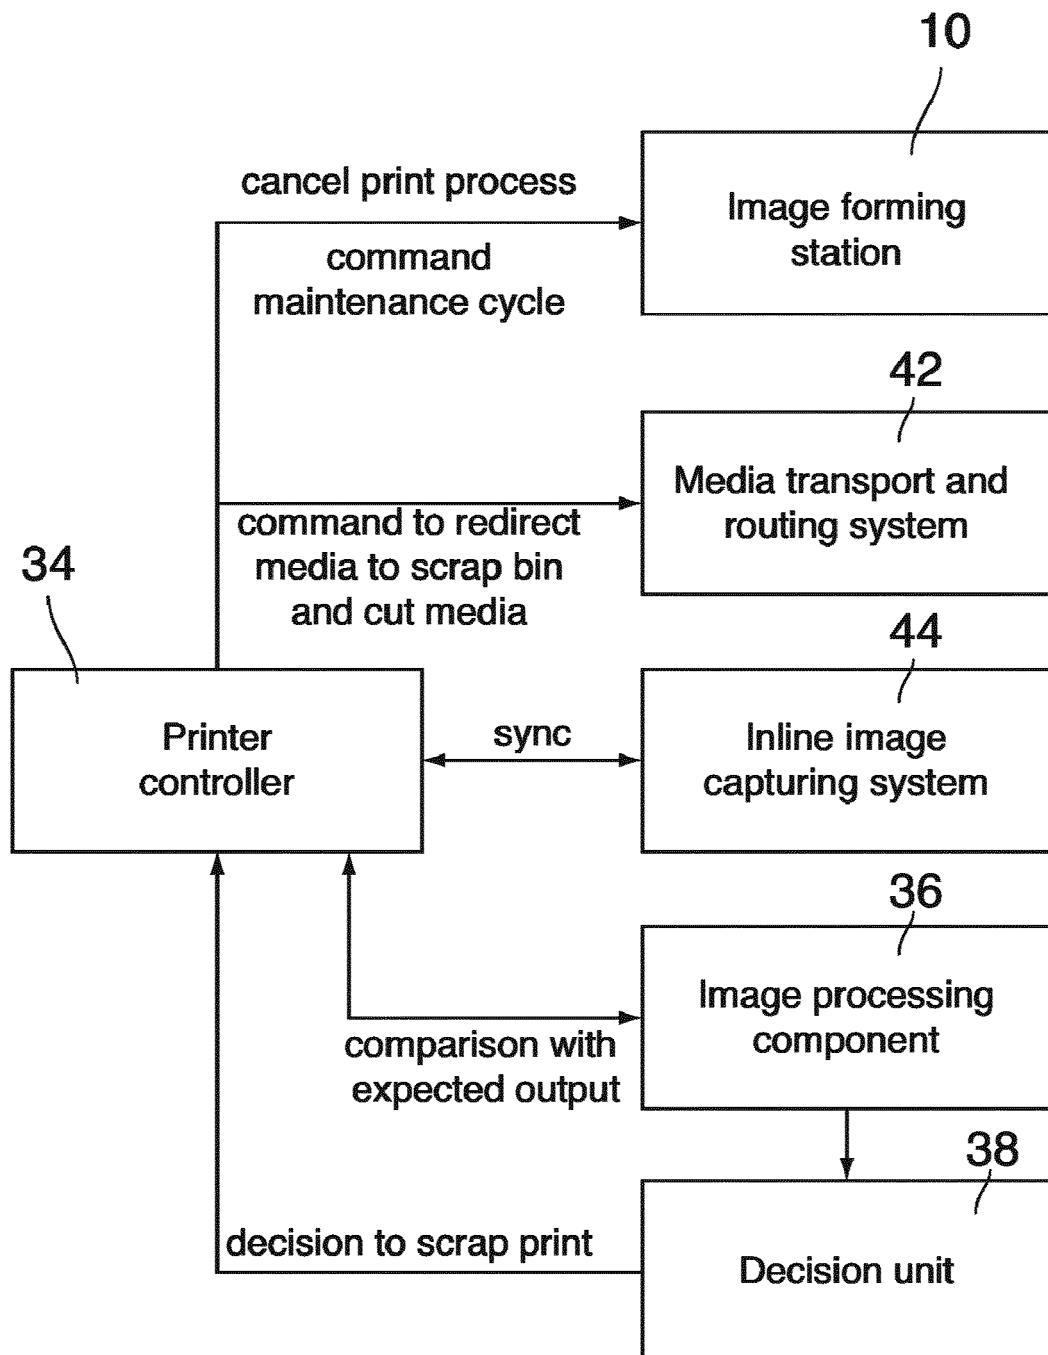 10
cancel print process
Image forming
station
command
maintenance cycle
42
Media transport and
routing system
command to redirect
media to scrap bin
and cut media
34
44
Printer
controller
sync
Inline image
capturing system
36
Image processing
component
comparison with
expected output
38
decision to scrap print
Decision unit